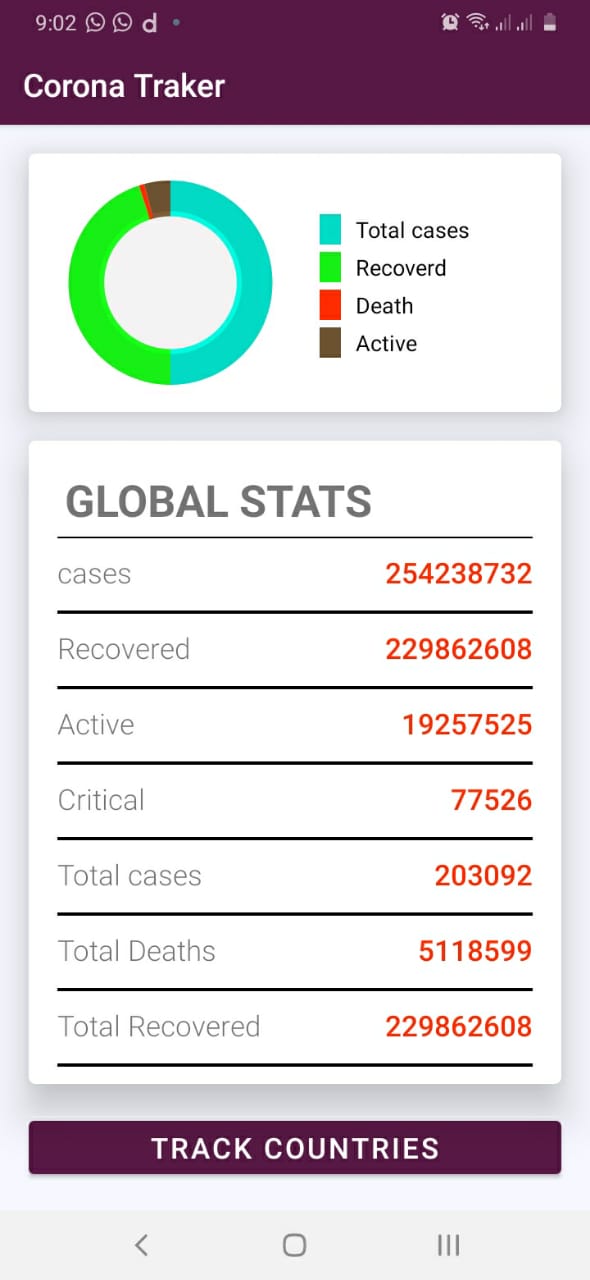 9:02 d
Corona Traker
Total cases
Recoverd
Death
Active
GLOBAL STATS
cases 254238732
Recovered 229862608
Active 19257525
Critical 77526
Total cases 203092
Total Deaths 5118599
Total Recovered 229862608
TRACK COUNTRIES